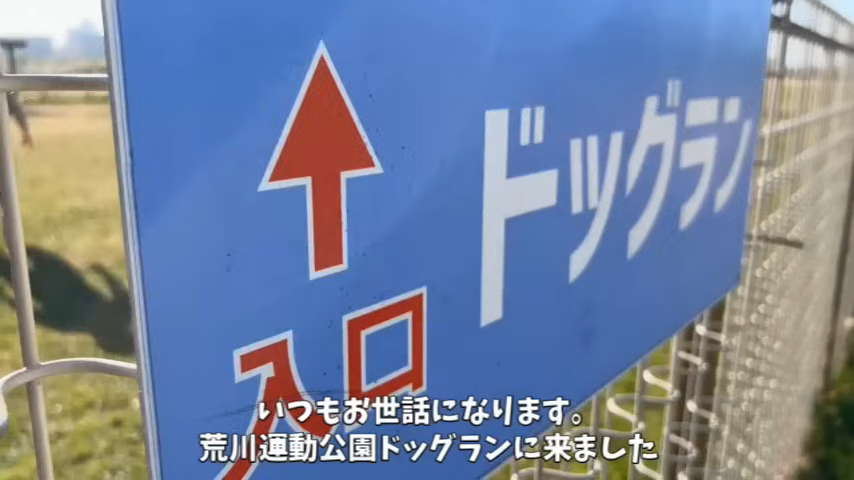 ドッグラン
入口
いつもお世話になります。
荒川運動公園ドッグランに来ました